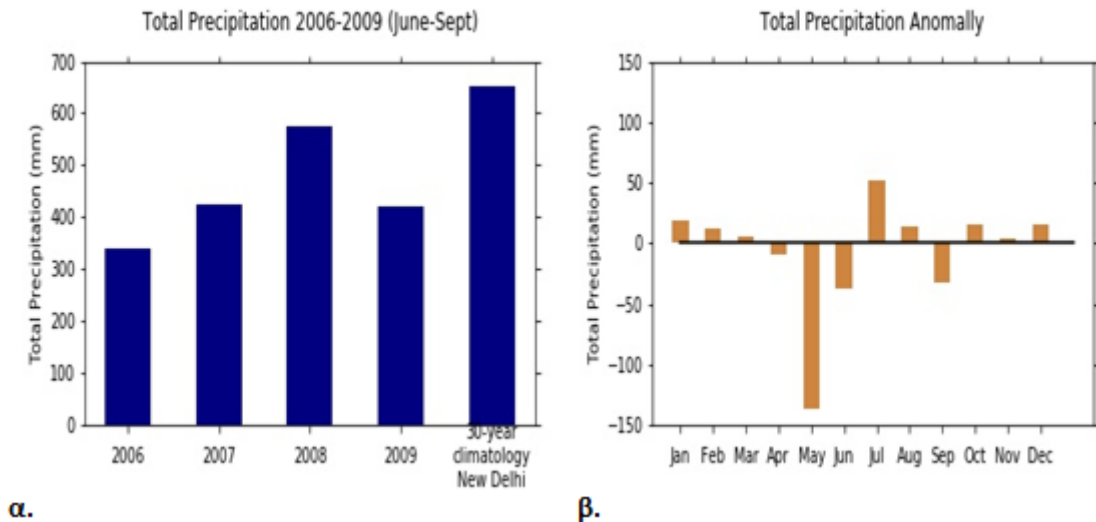 Total Precipitation 2006-2009 (June-Sept)
Total Precipitation (mm)
700
600
500
400
300
200
100
0
2006
2007
2008
2009
30-year
climatology
New Delhi
α.
Total Precipitation Anomally
Total Precipitation (mm)
150
100
50
0
−50
−100
−150
Jan
Feb
Mar
Apr
May
Jun
Jul
Aug
Sep
Oct
Nov
Dec
β.